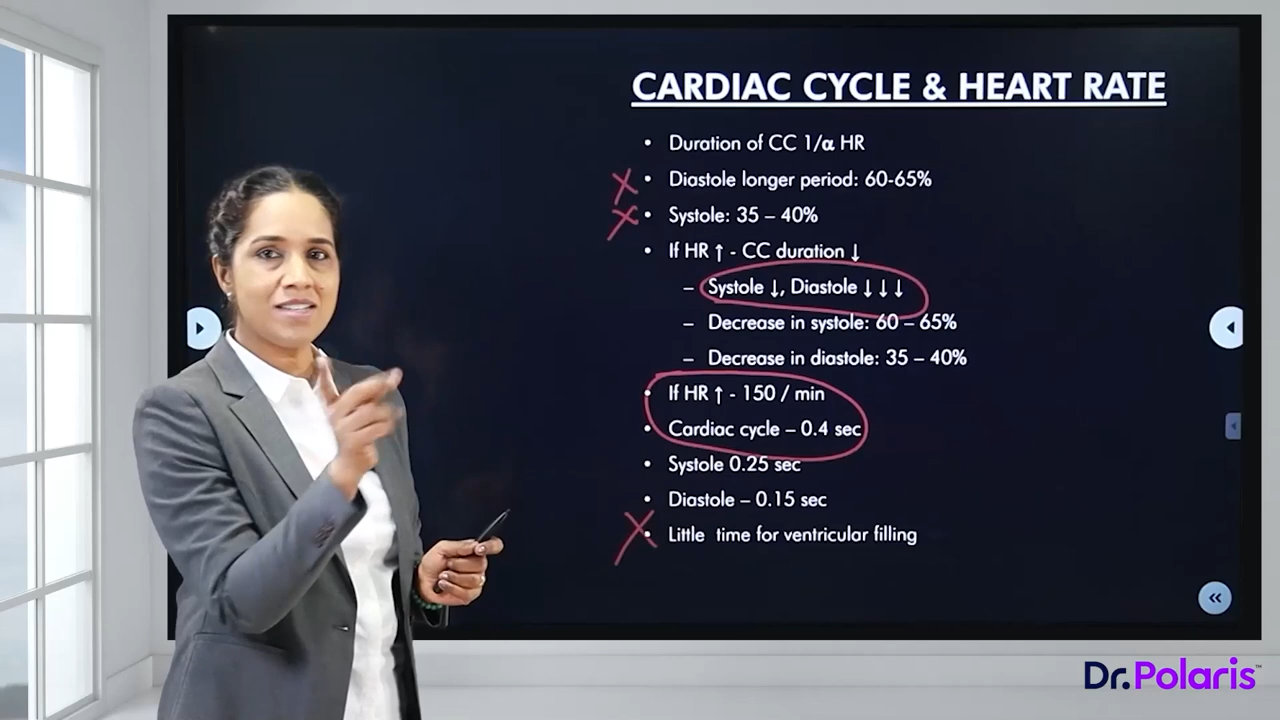 CARDIAC CYCLE & HEART RATE
• Duration of CC 1/α HR
• Diastole longer period: 60-65%
• Systole: 35 – 40%
• If HR ↑ - CC duration ↓
– Systole ↓, Diastole ↓↓↓
– Decrease in systole: 60 – 65%
– Decrease in diastole: 35 – 40%
• If HR ↑ - 150 / min
• Cardiac cycle – 0.4 sec
• Systole 0.25 sec
• Diastole – 0.15 sec
• Little time for ventricular filling
Dr.Polaris™